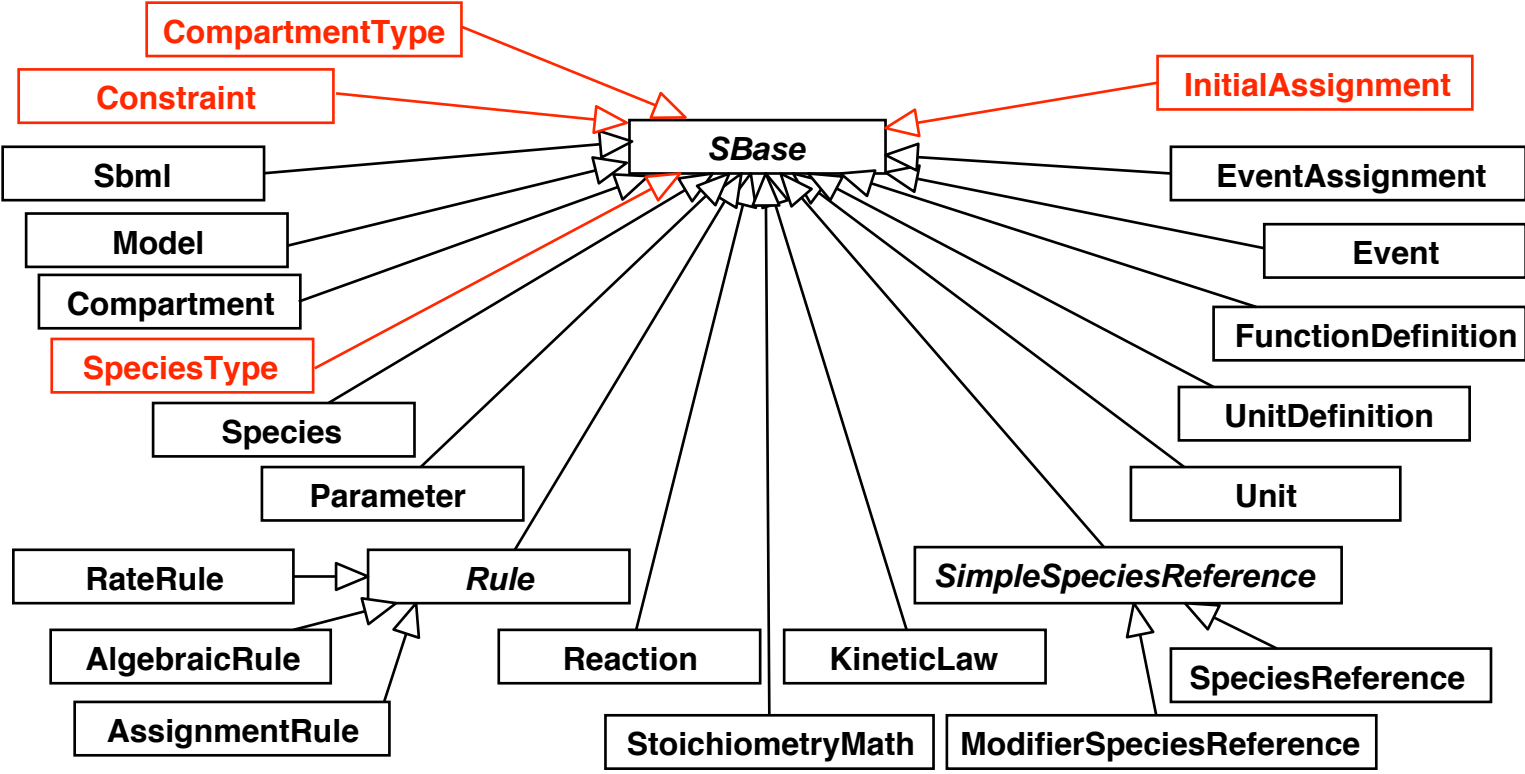 CompartmentType
Constraint
InitialAssignment
SBase
Sbml
EventAssignment
Model
Event
Compartment
FunctionDefinition
SpeciesType
Species
UnitDefinition
Parameter
Unit
RateRule
Rule
SimpleSpeciesReference
AlgebraicRule
Reaction
KineticLaw
SpeciesReference
AssignmentRule
StoichiometryMath
ModifierSpeciesReference